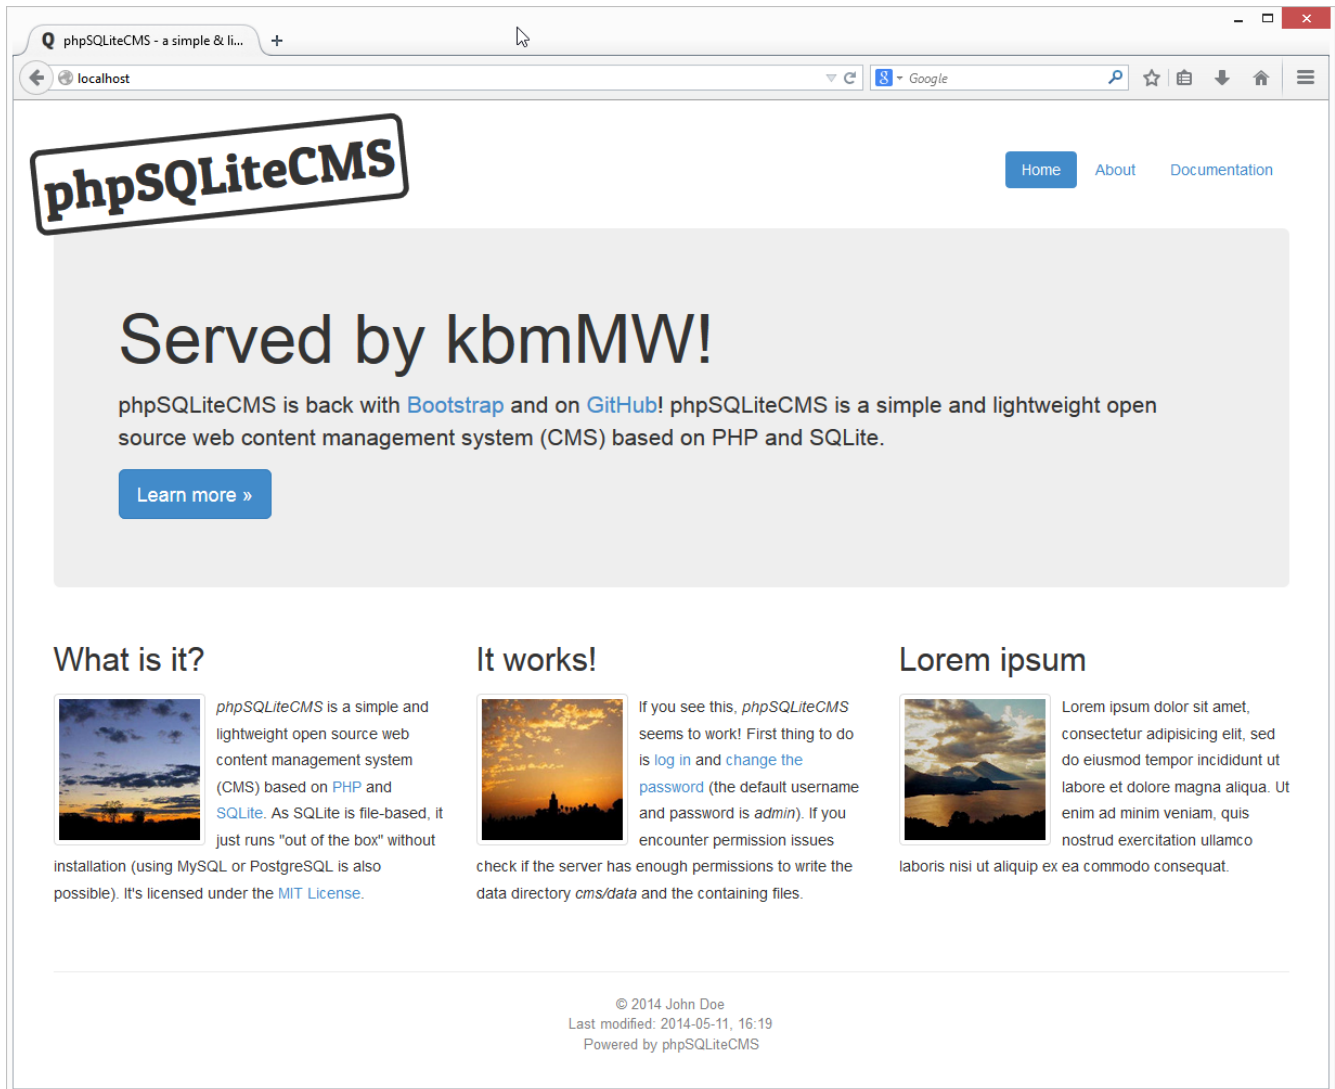 phpSQLiteCMS - a simple & li...
localhost
Google
phpSQLiteCMS
Home
About
Documentation
Served by kbmMW!
phpSQLiteCMS is back with Bootstrap and on GitHub! phpSQLiteCMS is a simple and lightweight open
source web content management system (CMS) based on PHP and SQLite.
Learn more »
What is it?
phpSQLiteCMS is a simple and
lightweight open source web
content management system
(CMS) based on PHP and
SQLite. As SQLite is file-based, it
just runs "out of the box" without
installation (using MySQL or PostgreSQL is also
possible). It's licensed under the MIT License.
It works!
If you see this, phpSQLiteCMS
seems to work! First thing to do
is log in and change the
password (the default username
and password is admin). If you
encounter permission issues
check if the server has enough permissions to write the
data directory cms/data and the containing files.
Lorem ipsum
Lorem ipsum dolor sit amet,
consectetur adipisicing elit, sed
do eiusmod tempor incididunt ut
labore et dolore magna aliqua. Ut
enim ad minim veniam, quis
nostrud exercitation ullamco
laboris nisi ut aliquip ex ea commodo consequat.
© 2014 John Doe
Last modified: 2014-05-11, 16:19
Powered by phpSQLiteCMS